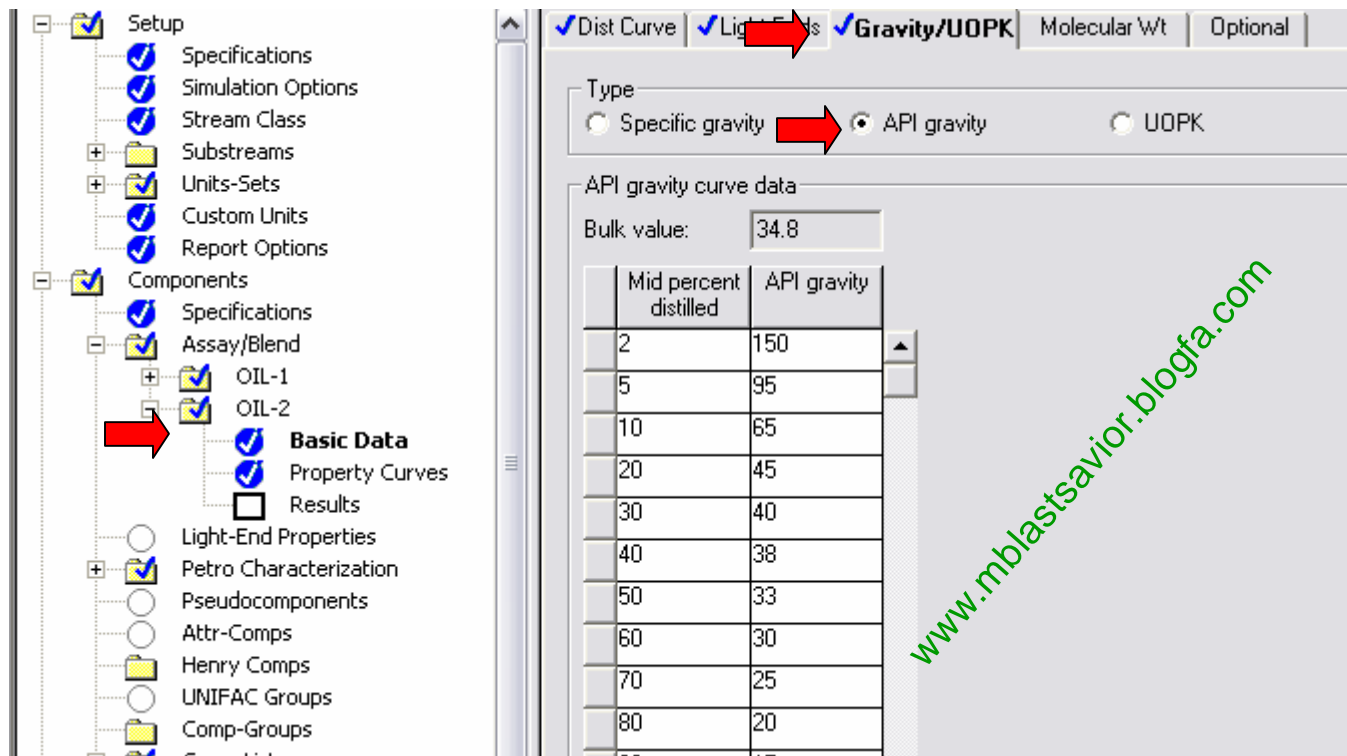 Setup
Specifications
Simulation Options
Stream Class
Substreams
Units-Sets
Custom Units
Report Options
Components
Specifications
Assay/Blend
OIL-1
OIL-2
Basic Data
Property Curves
Results
Light-End Properties
Petro Characterization
Pseudocomponents
Attr-Comps
Henry Comps
UNIFAC Groups
Comp-Groups
Dist Curve Gravity/UOPK Molecular Wt Optional
Type
Specific gravity API gravity UOPK
API gravity curve data
Bulk value: 34.8
Mid percent distilled API gravity
2 150
5 95
10 65
20 45
30 40
40 38
50 33
60 30
70 25
80 20
www.mblastsavior.blogfa.com